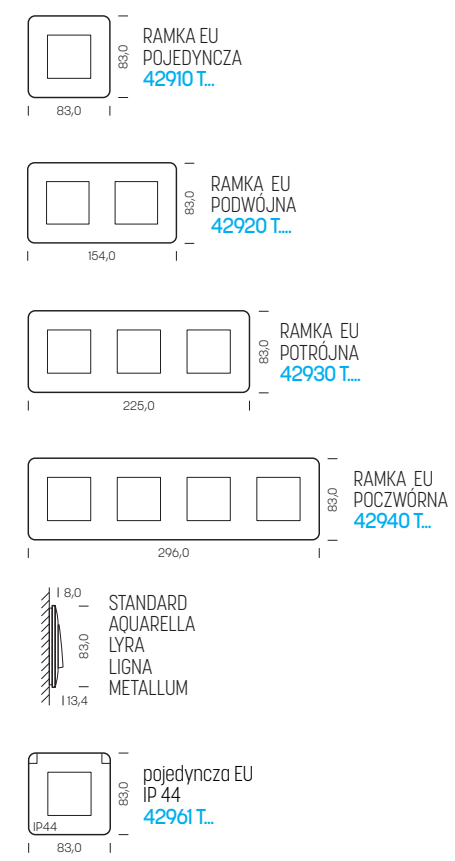 RAMKA EU
POJEDYNCZA
42910 T...
83,0
83,0
RAMKA EU
PODWÓJNA
42920 T....
83,0
154,0
RAMKA EU
POTRÓJNA
42930 T....
83,0
225,0
RAMKA EU
POCZWÓRNA
42940 T...
83,0
296,0
8,0
STANDARD
AQUARELLA
LYRA
LIGNA
METALLUM
83,0
13,4
pojedyncza EU
IP 44
42961 T...
83,0
IP44
83,0